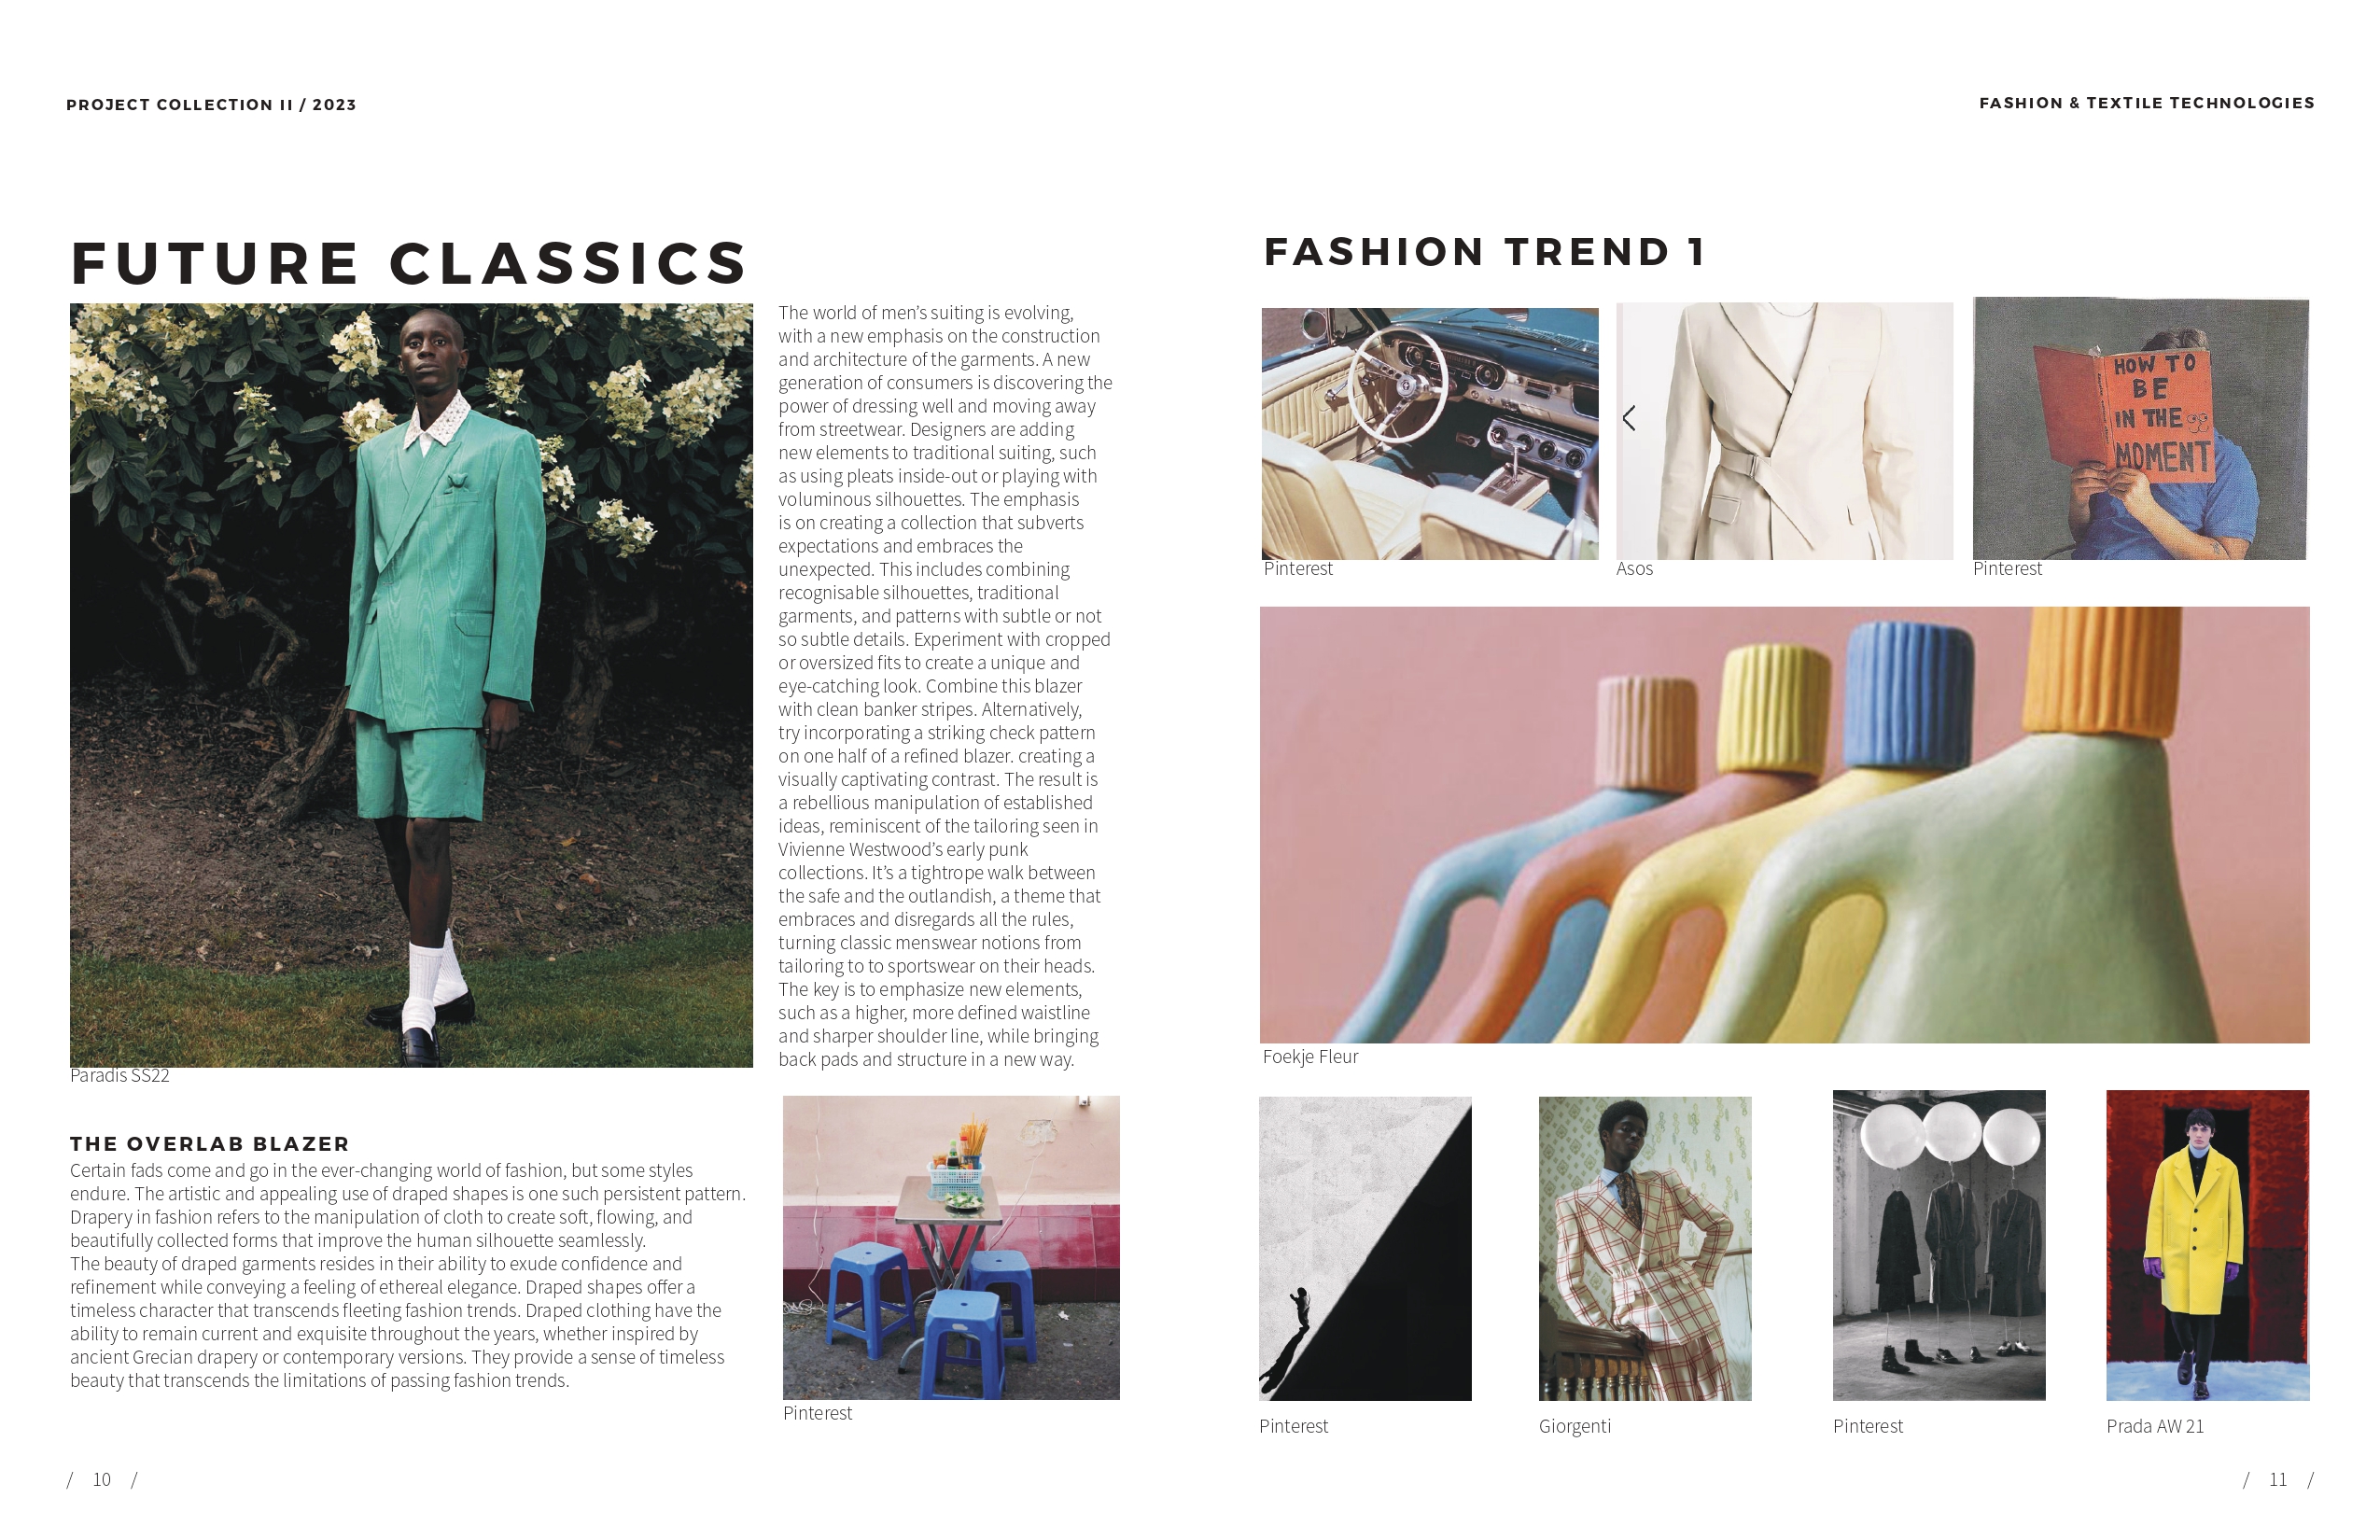 PROJECT COLLECTION II / 2023
FASHION & TEXTILE TECHNOLOGIES
FUTURE CLASSICS
The world of men’s suiting is evolving,
with a new emphasis on the construction
and architecture of the garments. A new
generation of consumers is discovering the
power of dressing well and moving away
from streetwear. Designers are adding
new elements to traditional suiting, such
as using pleats inside-out or playing with
voluminous silhouettes. The emphasis
is on creating a collection that subverts
expectations and embraces the
unexpected. This includes combining
recognisable silhouettes, traditional
garments, and patterns with subtle or not
so subtle details. Experiment with cropped
or oversized fits to create a unique and
eye-catching look. Combine this blazer
with clean banker stripes. Alternatively,
try incorporating a striking check pattern
on one half of a refined blazer. creating a
visually captivating contrast. The result is
a rebellious manipulation of established
ideas, reminiscent of the tailoring seen in
Vivienne Westwood’s early punk
collections. It’s a tightrope walk between
the safe and the outlandish, a theme that
embraces and disregards all the rules,
turning classic menswear notions from
tailoring to to sportswear on their heads.
The key is to emphasize new elements,
such as a higher, more defined waistline
and sharper shoulder line, while bringing
back pads and structure in a new way.
Paradis SS22
THE OVERLAB BLAZER
Certain fads come and go in the ever-changing world of fashion, but some styles
endure. The artistic and appealing use of draped shapes is one such persistent pattern.
Drapery in fashion refers to the manipulation of cloth to create soft, flowing, and
beautifully collected forms that improve the human silhouette seamlessly.
The beauty of draped garments resides in their ability to exude confidence and
refinement while conveying a feeling of ethereal elegance. Draped shapes offer a
timeless character that transcends fleeting fashion trends. Draped clothing have the
ability to remain current and exquisite throughout the years, whether inspired by
ancient Grecian drapery or contemporary versions. They provide a sense of timeless
beauty that transcends the limitations of passing fashion trends.
Pinterest
/ 10 /
FASHION TREND 1
HOW TO
BE
IN THE
MOMENT
Pinterest
Asos
Pinterest
Foekje Fleur
Pinterest
Giorgenti
Pinterest
Prada AW 21
/ 11 /